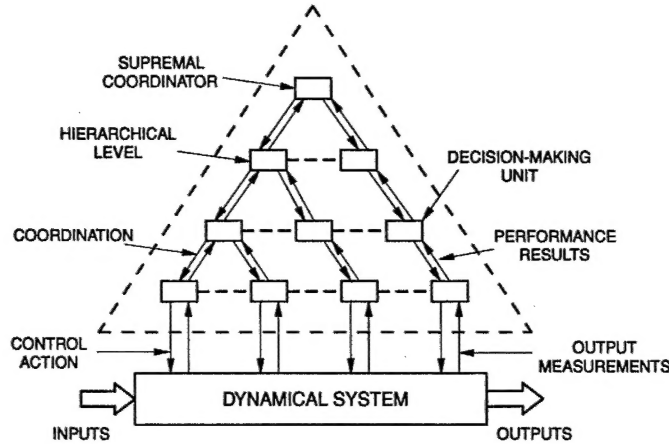 SUPREMAL
COORDINATOR
HIERARCHICAL
LEVEL
DECISION-MAKING
UNIT
COORDINATION
PERFORMANCE
RESULTS
CONTROL
ACTION
OUTPUT
MEASUREMENTS
DYNAMICAL SYSTEM
INPUTS
OUTPUTS